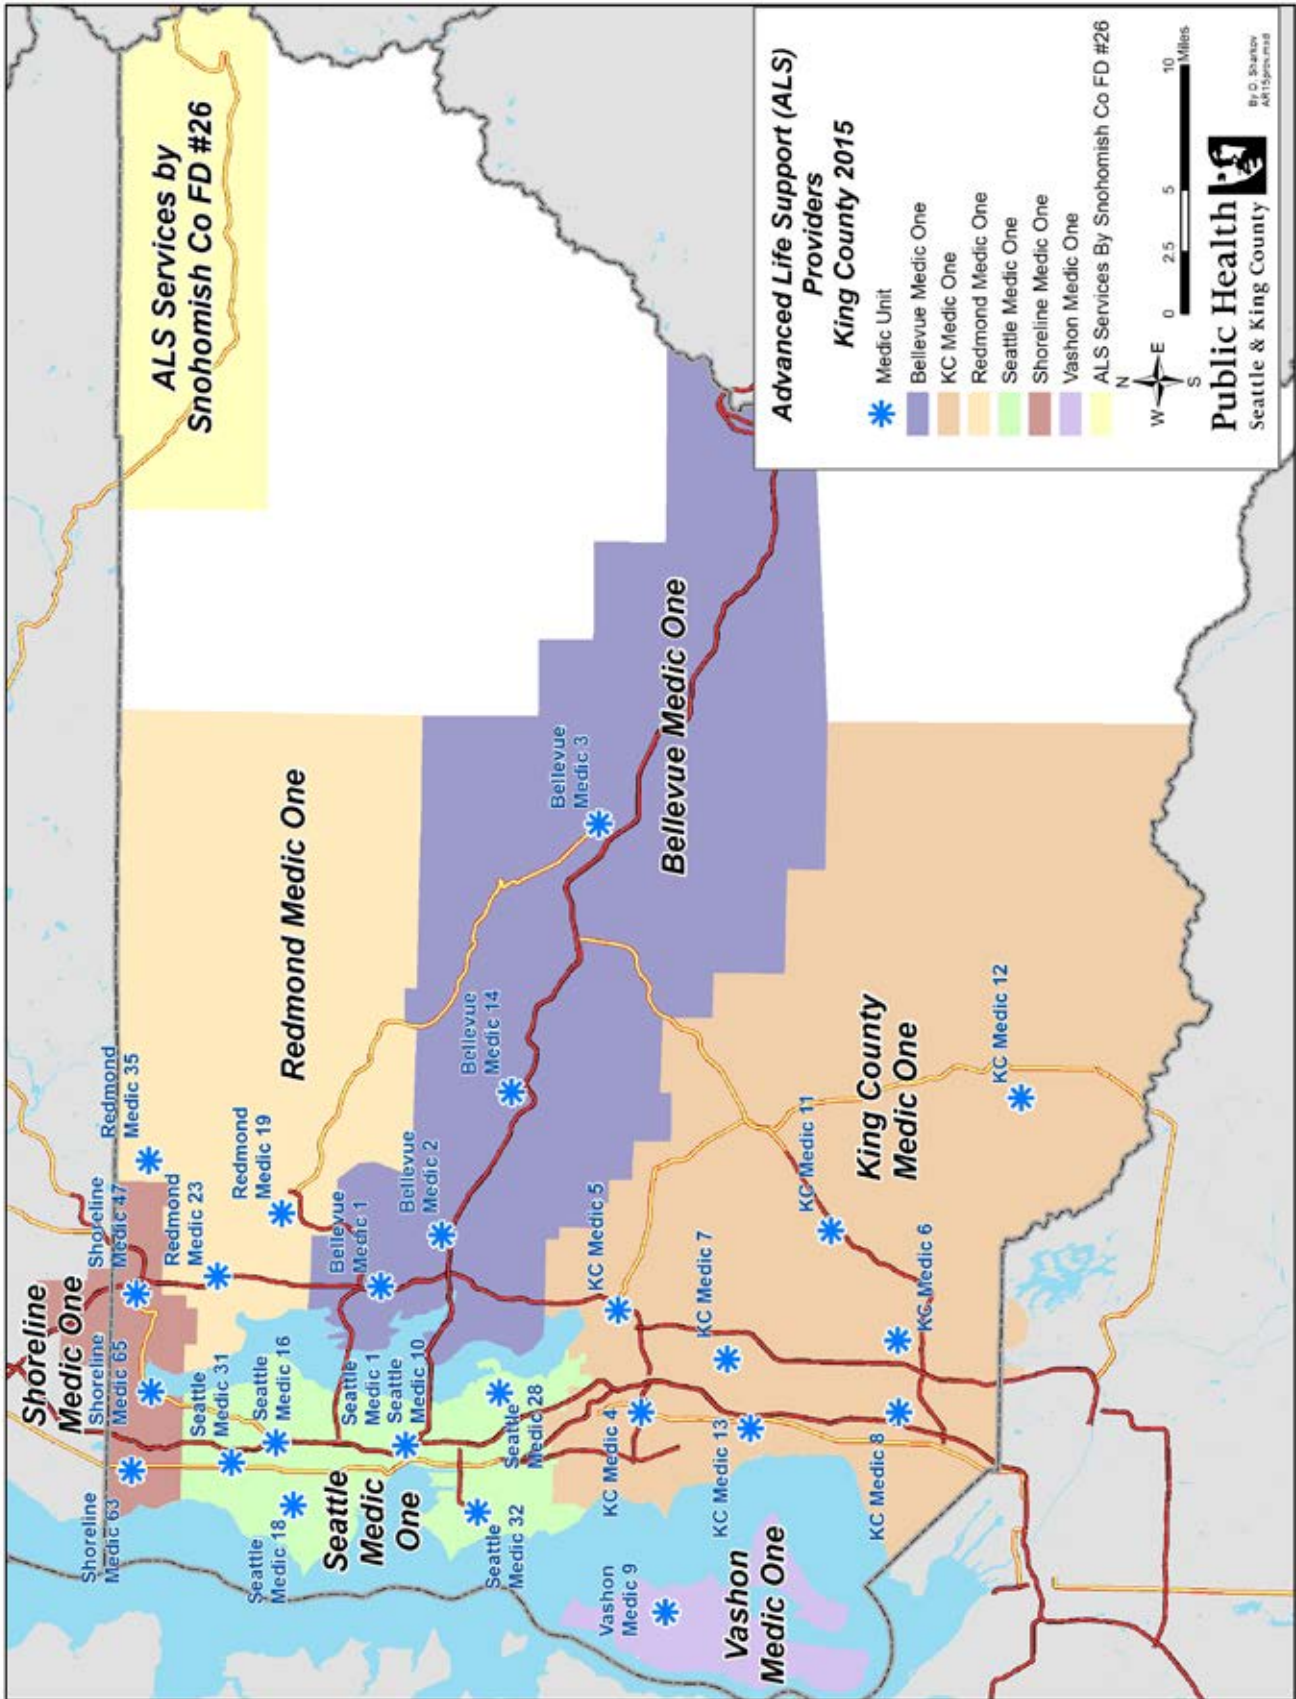 ALS Services by
Snohomish Co FD #26
Shoreline
Medic One
Redmond Medic One
Bellevue Medic One
Seattle
Medic
One
King County
Medic One
Vashon
Medic One
Shoreline
Medic 63
Shoreline
Medic 65
Shoreline
Medic 47
Redmond
Medic 35
Redmond
Medic 23
Redmond
Medic 19
Seattle
Medic 31
Seattle
Medic 16
Seattle
Medic 18
Seattle
Medic 1
Seattle
Medic 10
Seattle
Medic 28
Seattle
Medic 32
Bellevue
Medic 1
Bellevue
Medic 2
Bellevue
Medic 14
Bellevue
Medic 3
Vashon
Medic 9
KC Medic 4
KC Medic 5
KC Medic 7
KC Medic 13
KC Medic 8
KC Medic 6
KC Medic 11
KC Medic 12
Advanced Life Support (ALS)
Providers
King County 2015
Medic Unit
Bellevue Medic One
KC Medic One
Redmond Medic One
Seattle Medic One
Shoreline Medic One
Vashon Medic One
ALS Services By Snohomish Co FD #26
N
W E
S
0 2.5 5 10
Miles
Public Health
Seattle & King County
By D. Sharkov
AR15prov.mxd